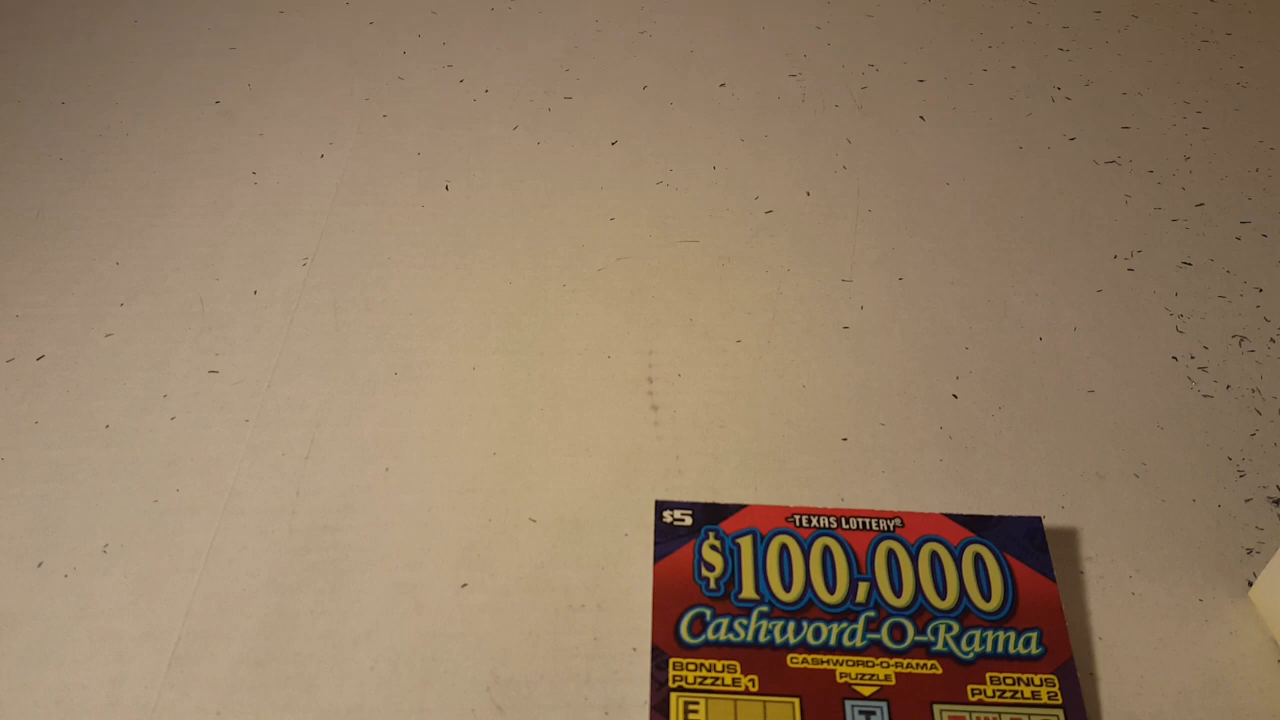 $5
TEXAS LOTTERY®
$100,000
Cashword-O-Rama
BONUS
PUZZLE 1
CASHWORD-O-RAMA
PUZZLE
BONUS
PUZZLE 2
E
T